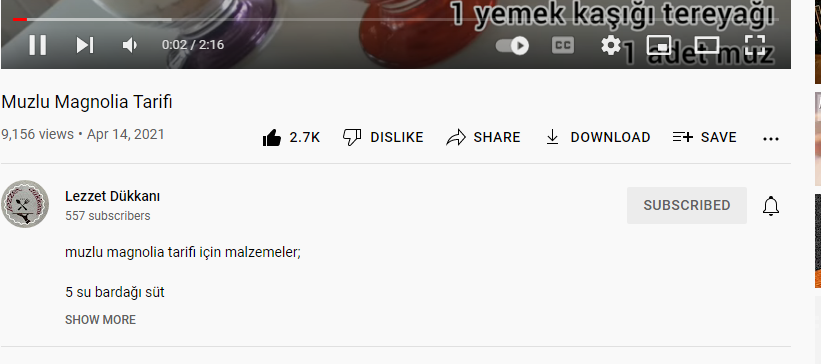 1 yemek kaşığı tereyağı
0:02 / 2:16
CC
1 adet muz
Muzlu Magnolia Tarifi
9,156 views • Apr 14, 2021
2.7K DISLIKE SHARE DOWNLOAD SAVE
Lezzet Dükkanı
557 subscribers
SUBSCRIBED
muzlu magnolia tarifi için malzemeler;
5 su bardağı süt
SHOW MORE